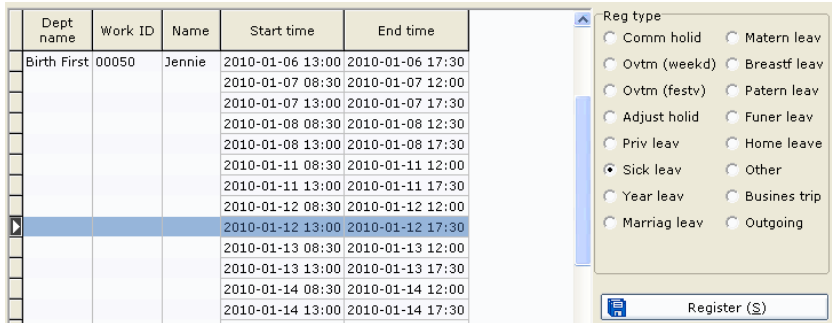 Dept name Work ID Name Start time End time
Birth First 00050 Jennie 2010-01-06 13:00 2010-01-06 17:30
2010-01-07 08:30 2010-01-07 12:00
2010-01-07 13:00 2010-01-07 17:30
2010-01-08 08:30 2010-01-08 12:30
2010-01-08 13:00 2010-01-08 17:30
2010-01-11 08:30 2010-01-11 12:00
2010-01-11 13:00 2010-01-11 17:30
2010-01-12 08:30 2010-01-12 12:00
2010-01-12 13:00 2010-01-12 17:30
2010-01-13 08:30 2010-01-13 12:00
2010-01-13 13:00 2010-01-13 17:30
2010-01-14 08:30 2010-01-14 12:00
2010-01-14 13:00 2010-01-14 17:30
Reg type
Comm holid Matern leav
Ovtm (weekd) Breastf leav
Ovtm (festv) Patern leav
Adjust holid Funer leav
Priv leav Home leave
Sick leav Other
Year leav Busines trip
Marriag leav Outgoing
Register (S)